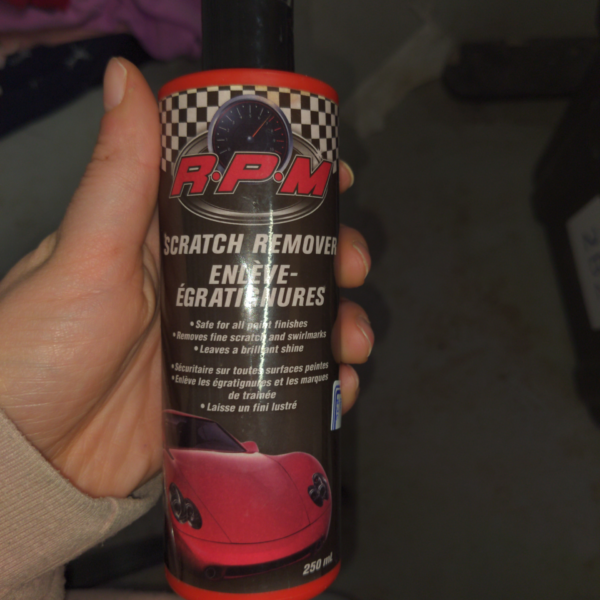 R·P·M
SCRATCH REMOVER
ENLÈVE-
ÉGRATIGNURES
• Safe for all paint finishes
• Removes fine scratch and swirlmarks
• Leaves a brilliant shine
• Sécuritaire sur toutes surfaces peintes
• Enlève les égratignures et les marques
de trainée
• Laisse un fini lustré
250 mL